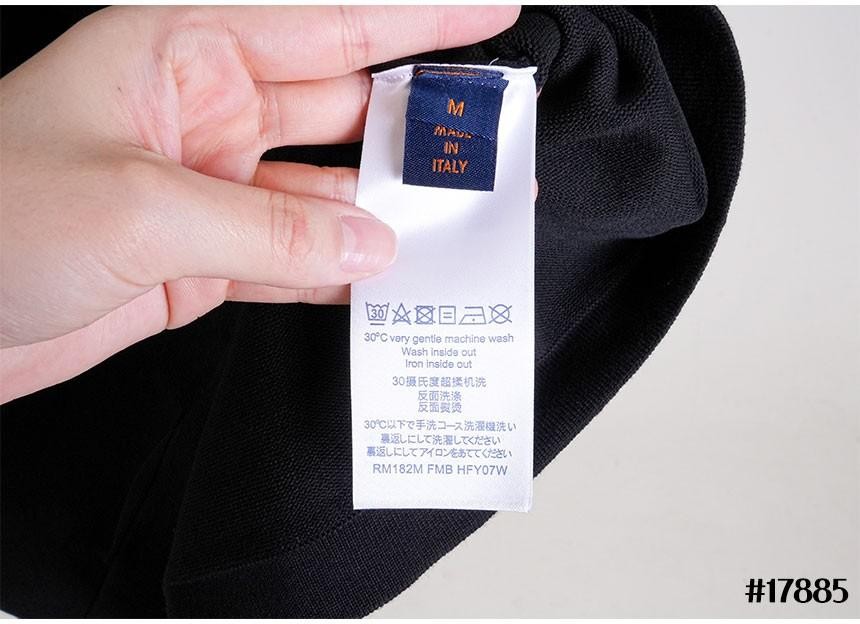 M
MADE
IN
ITALY
30
30°C very gentle machine wash
Wash inside out
Iron inside out
30摄氏度超柔机洗
反面洗涤
反面熨烫
30℃以下で手洗コース洗濯機洗い
裏返しにして洗濯してください
裏返しにしてアイロンをあててください
RM182M FMB HFY07W
#17885